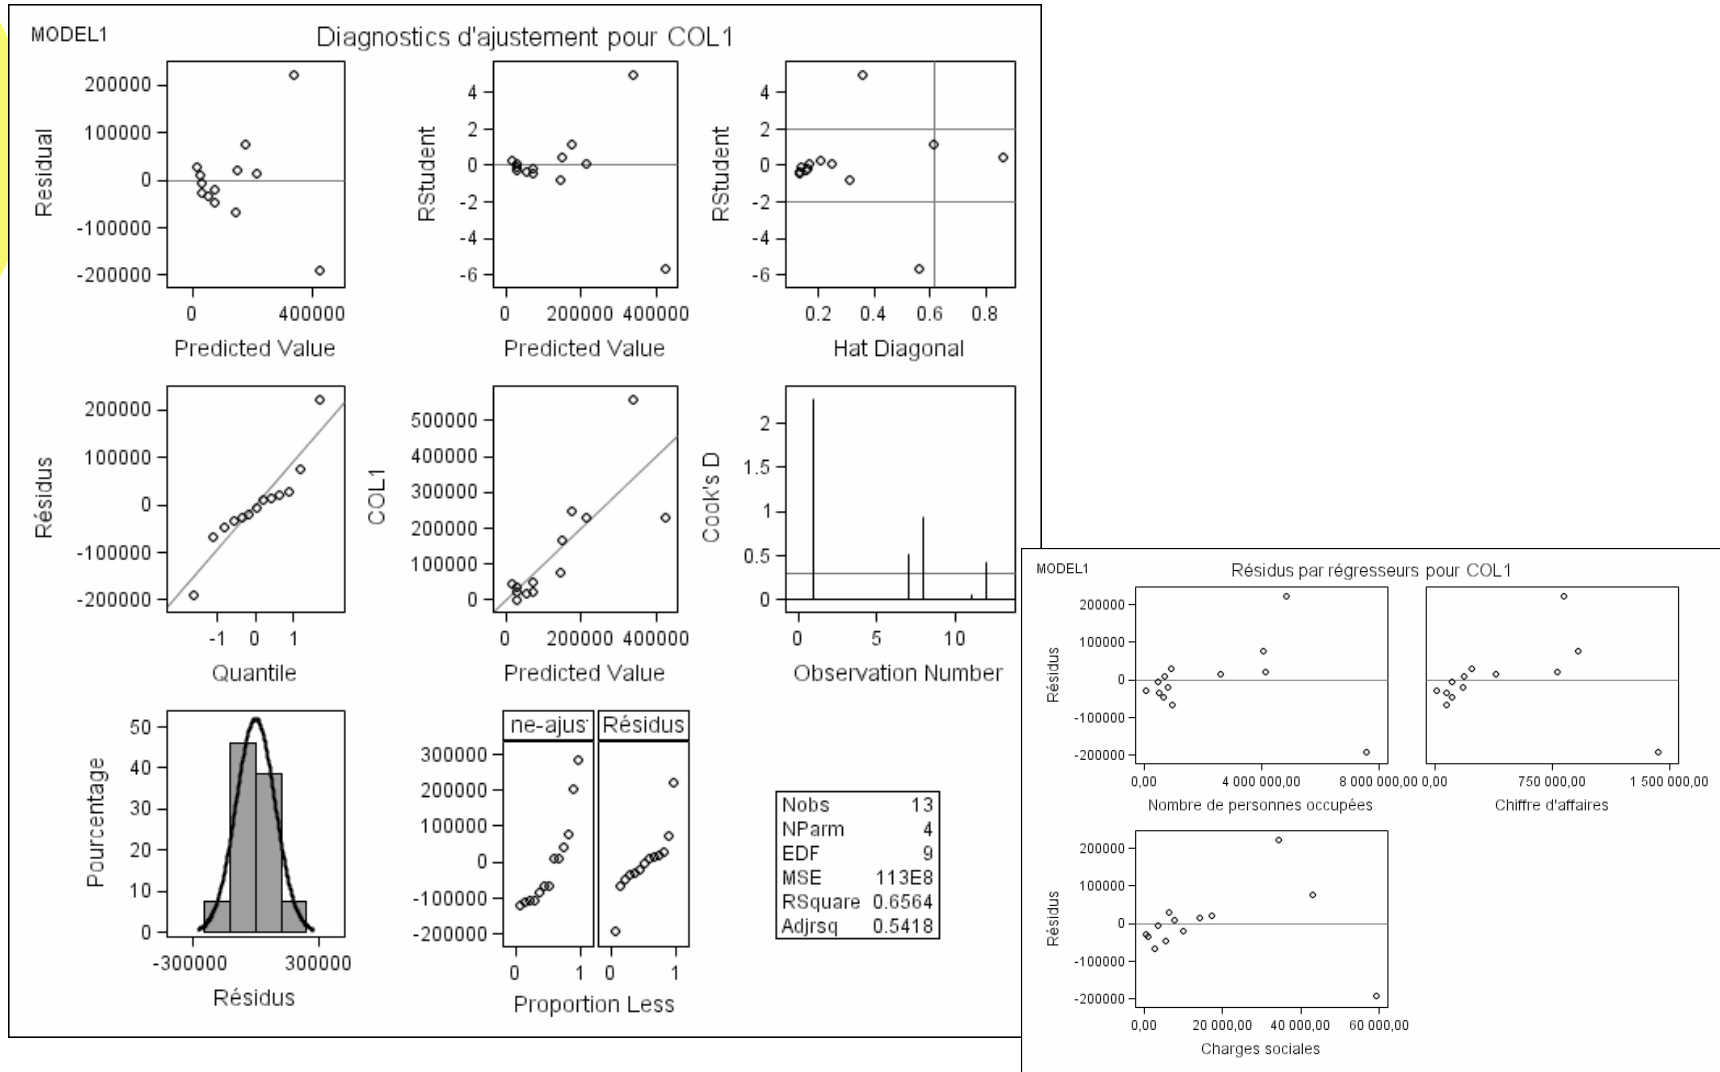 MODEL1
Diagnostics d'ajustement pour COL1
200000
100000
0
-100000
-200000
Residual
0 400000
Predicted Value
4
2
0
-2
-4
-6
RStudent
0 200000 400000
Predicted Value
4
2
0
-2
-4
-6
RStudent
0.2 0.4 0.6 0.8
Hat Diagonal
200000
100000
0
-100000
-200000
Résidus
-1 0 1
Quantile
500000
400000
300000
200000
100000
0
COL1
0 200000 400000
Predicted Value
2
1.5
1
0.5
0
Cook's D
0 5 10
Observation Number
50
40
30
20
10
0
Pourcentage
-300000 300000
Résidus
ne-ajus Résidus
300000
200000
100000
0
-100000
-200000
0 1 0 1
Proportion Less
Nobs 13
NParm 4
EDF 9
MSE 113E8
RSquare 0.6564
Adjrsq 0.5418
MODEL1
Résidus par régresseurs pour COL1
200000
100000
0
-100000
-200000
Résidus
0,00 4 000 000,00 8 000 000,00
Nombre de personnes occupées
0,00 750 000,00 1 500 000,00
Chiffre d'affaires
200000
100000
0
-100000
-200000
Résidus
0,00 20 000,00 40 000,00 60 000,00
Charges sociales